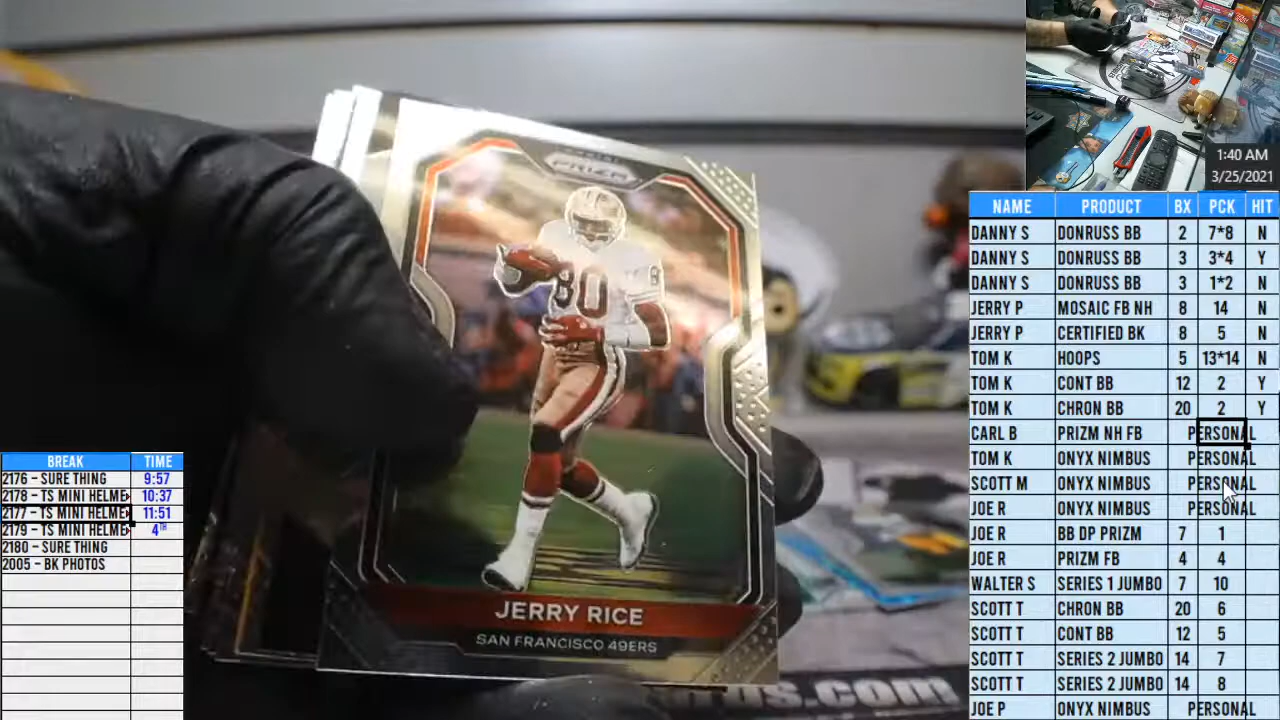 PRIZM
80
80
JERRY RICE
SAN FRANCISCO 49ERS
1:40 AM
3/25/2021
NAME PRODUCT BX PCK HIT
DANNY S DONRUSS BB 2 7*8 N
DANNY S DONRUSS BB 3 3*4 Y
DANNY S DONRUSS BB 3 1*2 N
JERRY P MOSAIC FB NH 8 14 N
JERRY P CERTIFIED BK 8 5 N
TOM K HOOPS 5 13*14 N
TOM K CONT BB 12 2 Y
TOM K CHRON BB 20 2 Y
CARL B PRIZM NH FB PERSONAL
TOM K ONYX NIMBUS PERSONAL
SCOTT M ONYX NIMBUS PERSONAL
JOE R ONYX NIMBUS PERSONAL
JOE R BB DP PRIZM 7 1
JOE R PRIZM FB 4 4
WALTER S SERIES 1 JUMBO 7 10
SCOTT T CHRON BB 20 6
SCOTT T CONT BB 12 5
SCOTT T SERIES 2 JUMBO 14 7
SCOTT T SERIES 2 JUMBO 14 8
JOE P ONYX NIMBUS PERSONAL
BREAK TIME
2176 - SURE THING 9:57
2178 - TS MINI HELME 10:37
2177 - TS MINI HELME 11:51
2179 - TS MINI HELME 4TH
2180 - SURE THING
2005 - BK PHOTOS
.com